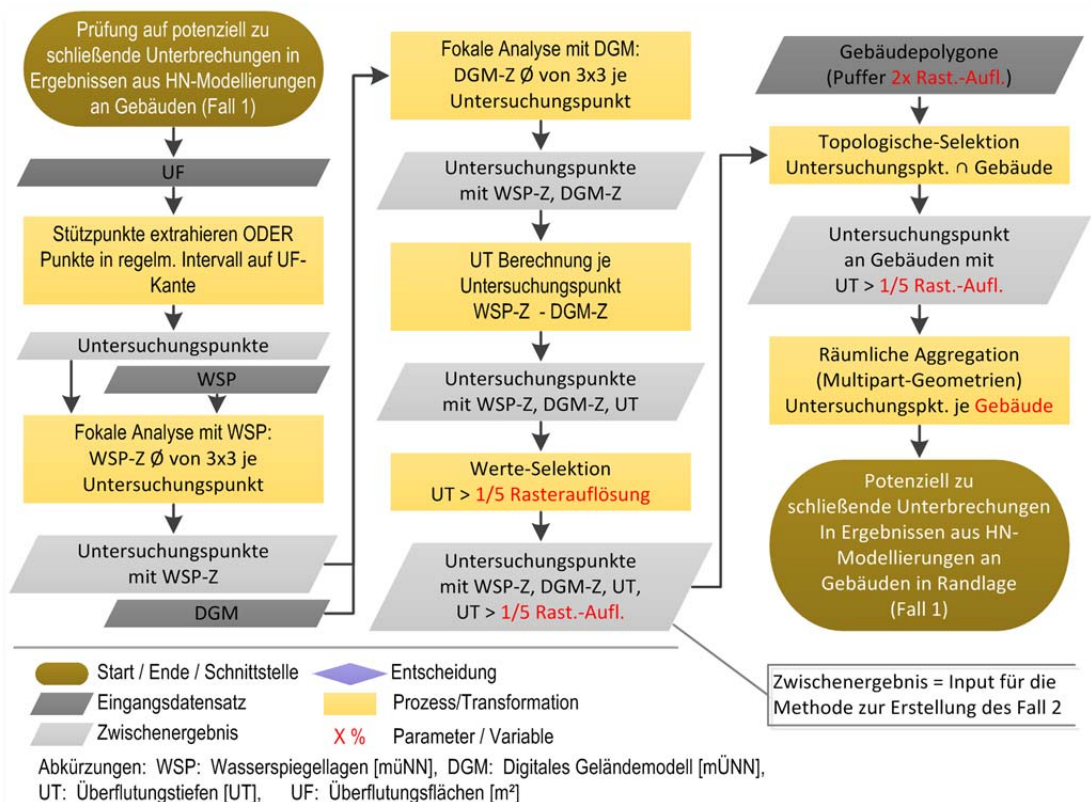 Prüfung auf potenziell zu
schließende Unterbrechungen in
Ergebnissen aus HN-Modellierungen
an Gebäuden (Fall 1)
UF
Stützpunkte extrahieren ODER
Punkte in regelm. Intervall auf UF-
Kante
Untersuchungspunkte
WSP
Fokale Analyse mit WSP:
WSP-Z Ø von 3x3 je
Untersuchungspunkt
Untersuchungspunkte
mit WSP-Z
DGM
Fokale Analyse mit DGM:
DGM-Z Ø von 3x3 je
Untersuchungspunkt
Untersuchungspunkte
mit WSP-Z, DGM-Z
UT Berechnung je
Untersuchungspunkt
WSP-Z - DGM-Z
Untersuchungspunkte
mit WSP-Z, DGM-Z, UT
Werte-Selektion
UT > 1/5 Rasterauflösung
Untersuchungspunkte
mit WSP-Z, DGM-Z, UT,
UT > 1/5 Rast.-Aufl.
Gebäudepolygone
(Puffer 2x Rast.-Aufl.)
Topologische-Selektion
Untersuchungspkt. ∩ Gebäude
Untersuchungspunkt
an Gebäuden mit
UT > 1/5 Rast.-Aufl.
Räumliche Aggregation
(Multipart-Geometrien)
Untersuchungspkt. je Gebäude
Potenziell zu
schließende Unterbrechungen
In Ergebnissen aus HN-
Modellierungen an
Gebäuden in Randlage
(Fall 1)
Zwischenergebnis = Input für die
Methode zur Erstellung des Fall 2
Start / Ende / Schnittstelle
Entscheidung
Eingangsdatensatz
Prozess/Transformation
Zwischenergebnis
X % Parameter / Variable
Abkürzungen: WSP: Wasserspiegellagen [müNN], DGM: Digitales Geländemodell [mÜNN],
UT: Überflutungstiefen [UT], UF: Überflutungsflächen [m²]